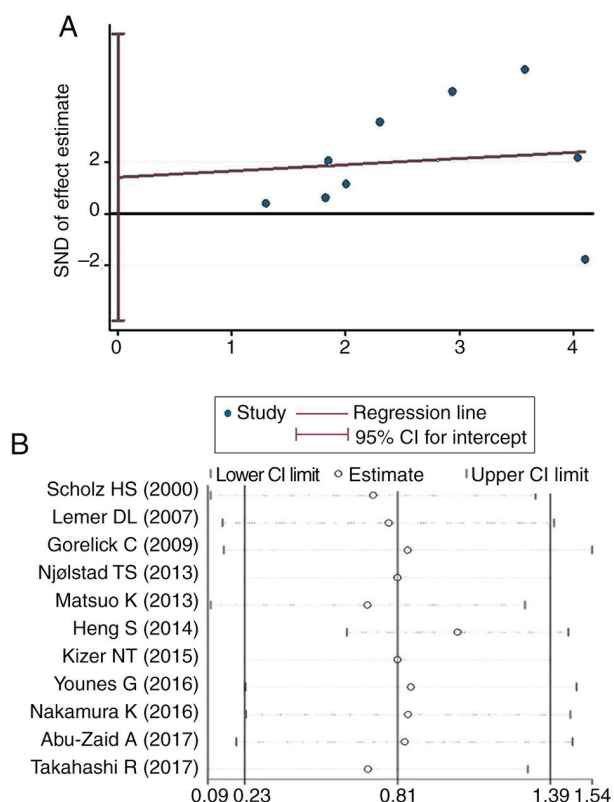 A
SND of effect estimate
2
0
−2
0 1 2 3 4
Study Regression line
95% CI for intercept
B
Lower CI limit Estimate Upper CI limit
Scholz HS (2000)
Lemer DL (2007)
Gorelick C (2009)
Njølstad TS (2013)
Matsuo K (2013)
Heng S (2014)
Kizer NT (2015)
Younes G (2016)
Nakamura K (2016)
Abu-Zaid A (2017)
Takahashi R (2017)
0.09 0.23 0.81 1.39 1.54